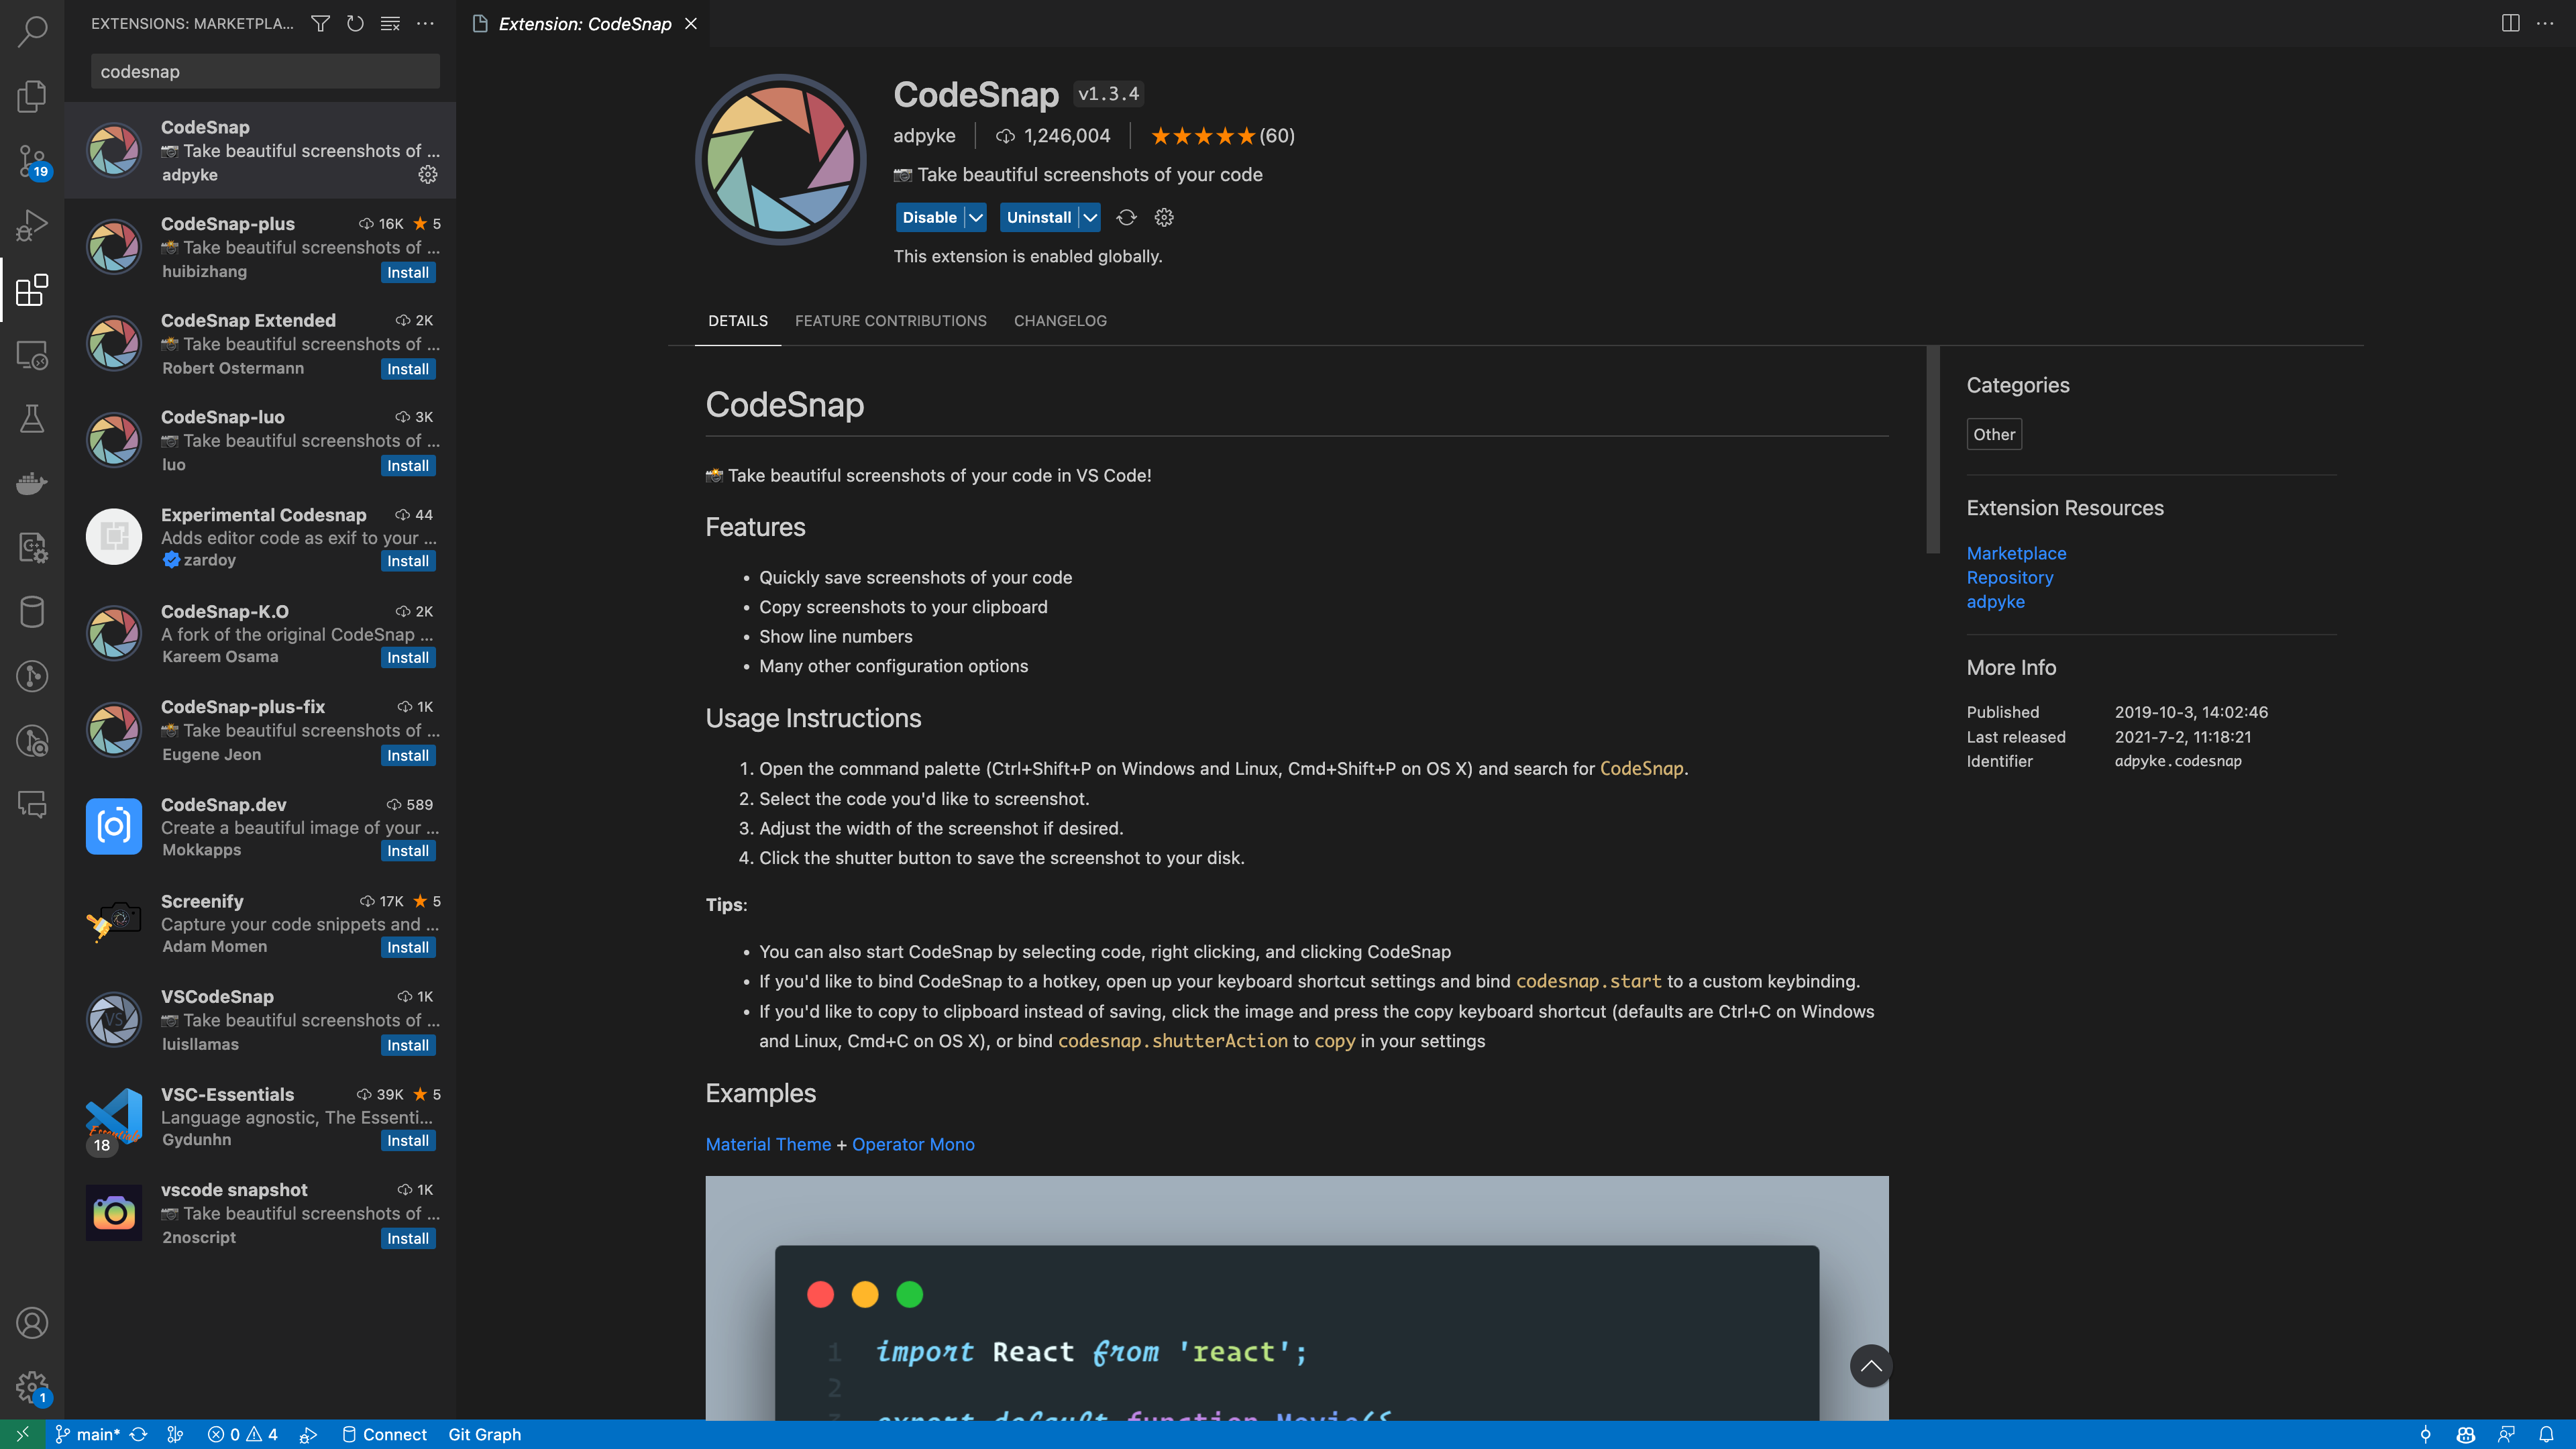 EXTENSIONS: MARKETPLA...
codesnap
CodeSnap
Take beautiful screenshots of ...
adpyke
CodeSnap-plus 16K 5
Take beautiful screenshots of ...
huibizhang Install
CodeSnap Extended 2K
Take beautiful screenshots of ...
Robert Ostermann Install
CodeSnap-luo 3K
Take beautiful screenshots of ...
luo Install
Experimental Codesnap 44
Adds editor code as exif to your ...
zardoy Install
CodeSnap-K.O 2K
A fork of the original CodeSnap ...
Kareem Osama Install
CodeSnap-plus-fix 1K
Take beautiful screenshots of ...
Eugene Jeon Install
CodeSnap.dev 589
Create a beautiful image of your ...
Mokkapps Install
Screenify 17K 5
Capture your code snippets and ...
Adam Momen Install
VSCodeSnap 1K
Take beautiful screenshots of ...
luisllamas Install
VSC-Essentials 39K 5
Language agnostic, The Essenti...
Gydunhn Install
18
vscode snapshot 1K
Take beautiful screenshots of ...
2noscript Install
19
1
Extension: CodeSnap
CodeSnap v1.3.4
adpyke 1,246,004 (60)
Take beautiful screenshots of your code
Disable Uninstall
This extension is enabled globally.
DETAILS FEATURE CONTRIBUTIONS CHANGELOG
CodeSnap
Take beautiful screenshots of your code in VS Code!
Features
• Quickly save screenshots of your code
• Copy screenshots to your clipboard
• Show line numbers
• Many other configuration options
Usage Instructions
1. Open the command palette (Ctrl+Shift+P on Windows and Linux, Cmd+Shift+P on OS X) and search for CodeSnap.
2. Select the code you'd like to screenshot.
3. Adjust the width of the screenshot if desired.
4. Click the shutter button to save the screenshot to your disk.
Tips:
• You can also start CodeSnap by selecting code, right clicking, and clicking CodeSnap
• If you'd like to bind CodeSnap to a hotkey, open up your keyboard shortcut settings and bind codesnap.start to a custom keybinding.
• If you'd like to copy to clipboard instead of saving, click the image and press the copy keyboard shortcut (defaults are Ctrl+C on Windows
and Linux, Cmd+C on OS X), or bind codesnap.shutterAction to copy in your settings
Examples
Material Theme + Operator Mono
1 import React from 'react';
2
export default function Movie({
Categories
Other
Extension Resources
Marketplace
Repository
adpyke
More Info
Published 2019-10-3, 14:02:46
Last released 2021-7-2, 11:18:21
Identifier adpyke.codesnap
main* 0 4 Connect Git Graph